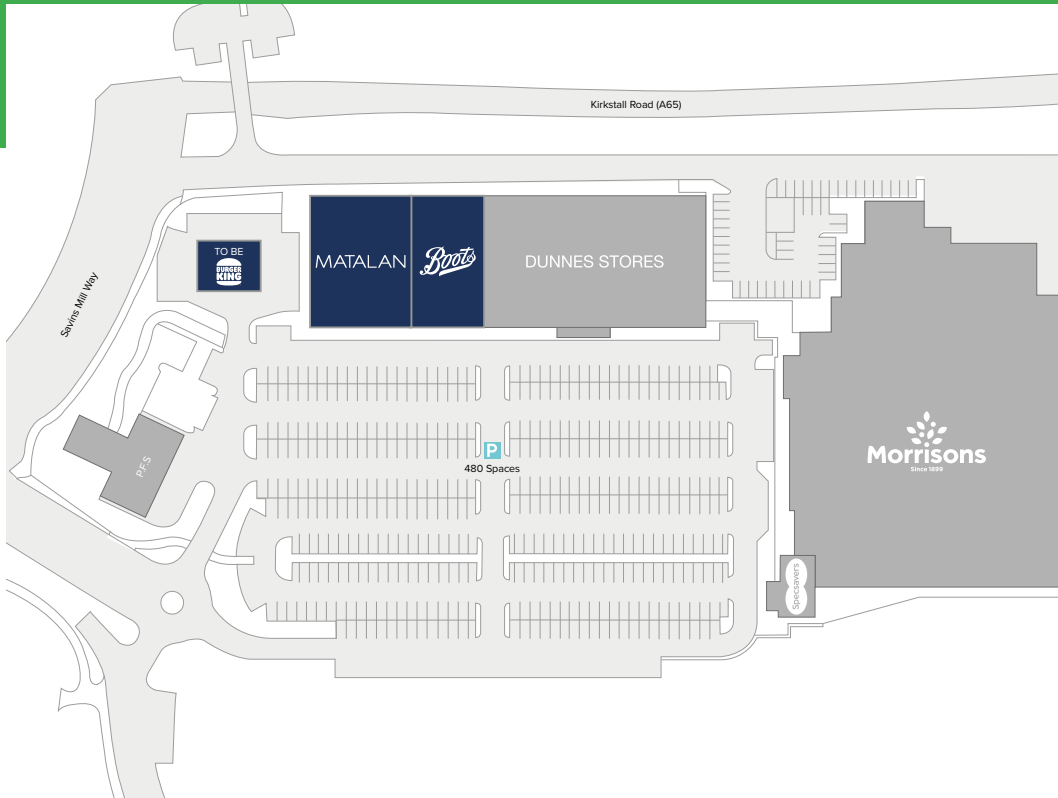 Kirkstall Road (A65)
Savins Mill Way
TO BE
BURGER
KING
MATALAN
Boots
DUNNES STORES
P.F.S
P
480 Spaces
Morrisons
Since 1899
Specsavers